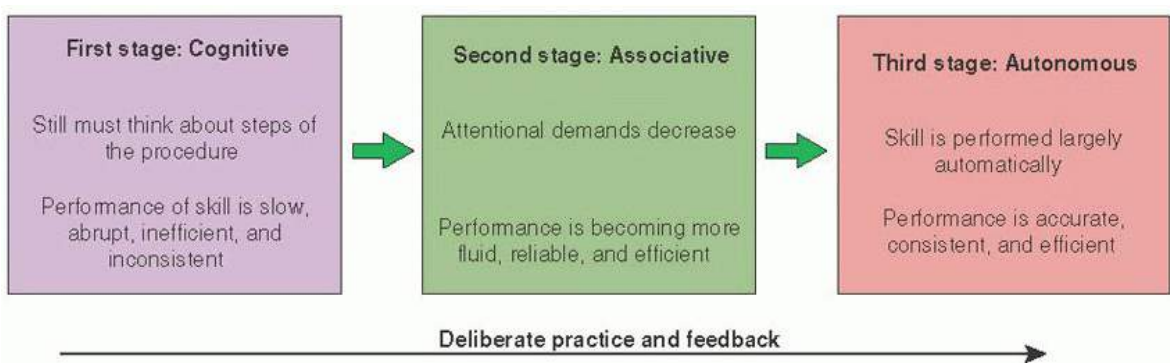 First stage: Cognitive
Still must think about steps of
the procedure
Performance of skill is slow,
abrupt, inefficient, and
inconsistent
Second stage: Associative
Attentional demands decrease
Performance is becoming more
fluid, reliable, and efficient
Third stage: Autonomous
Skill is performed largely
automatically
Performance is accurate,
consistent, and efficient
Deliberate practice and feedback